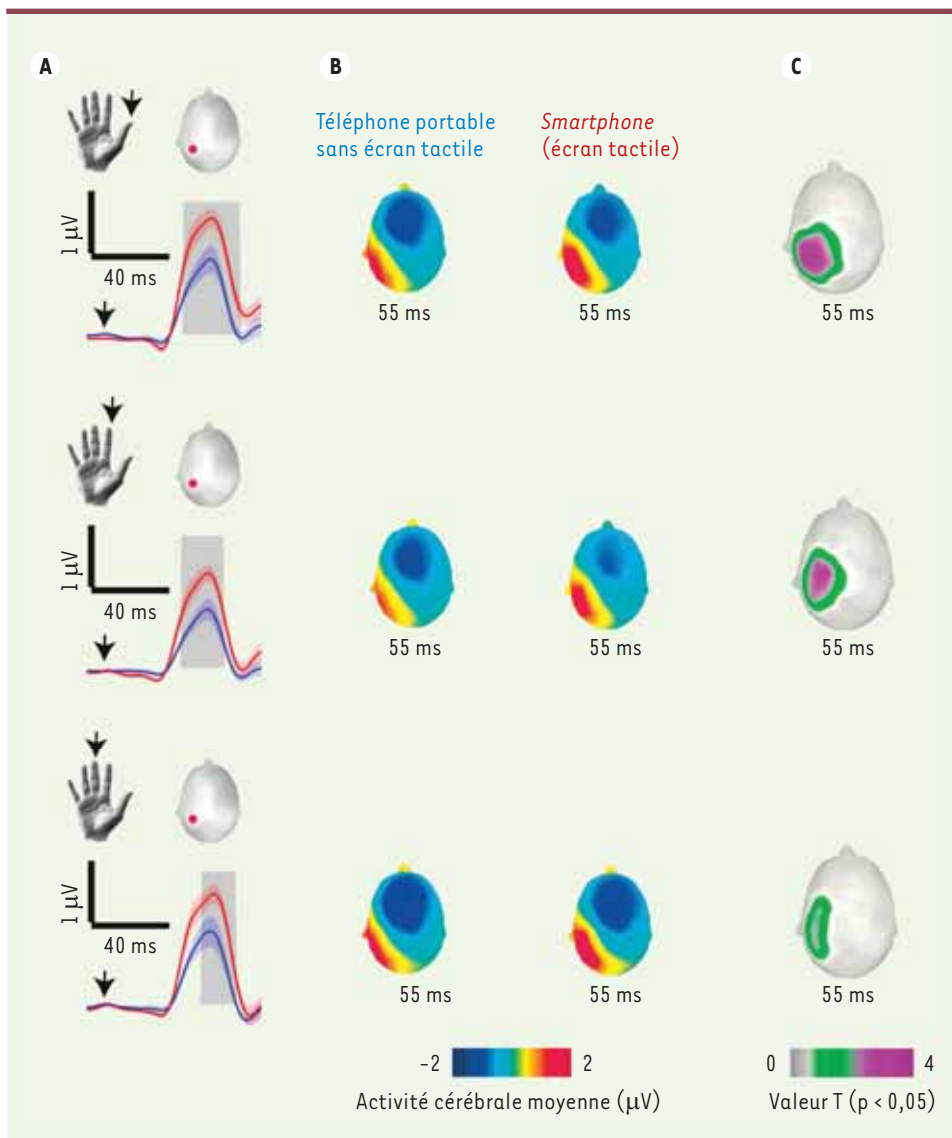 A
B
C
Téléphone portable
sans écran tactile
Smartphone
(écran tactile)
1 µV
40 ms
55 ms
55 ms
55 ms
1 µV
40 ms
55 ms
55 ms
55 ms
1 µV
40 ms
55 ms
55 ms
55 ms
–2
2
0
4
Activité cérébrale moyenne (µV)
Valeur T (p < 0,05)